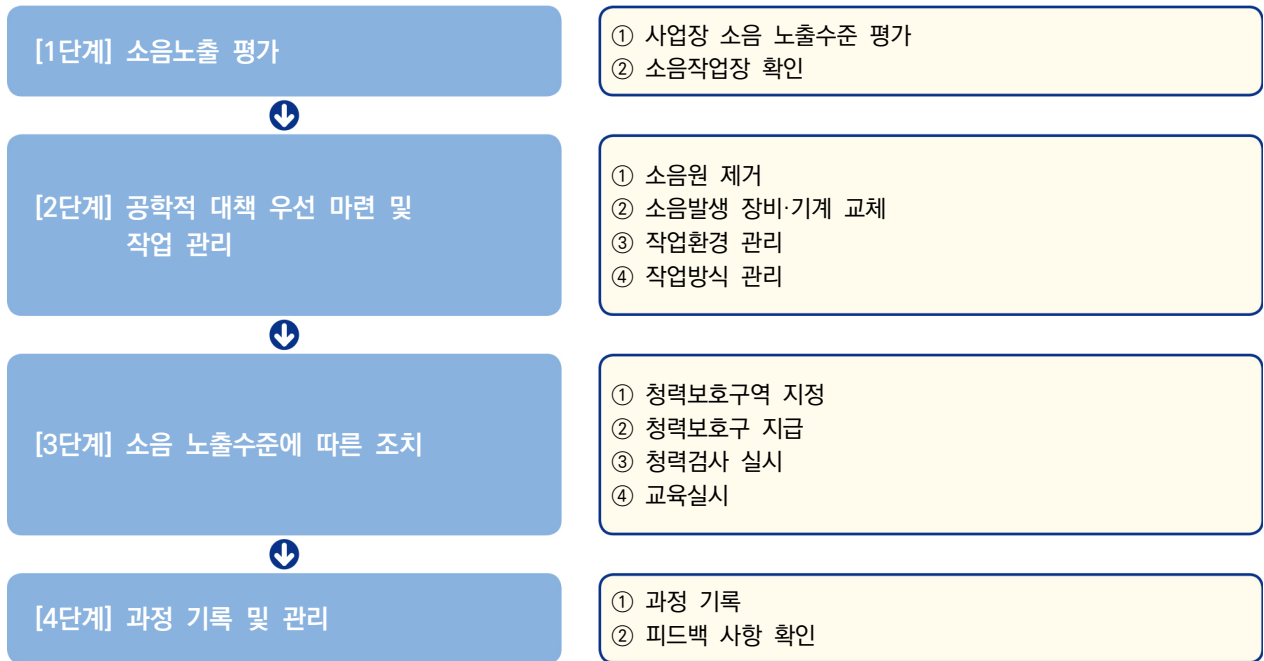 [1단계] 소음노출 평가
① 사업장 소음 노출수준 평가
② 소음작업장 확인
[2단계] 공학적 대책 우선 마련 및
작업 관리
① 소음원 제거
② 소음발생 장비·기계 교체
③ 작업환경 관리
④ 작업방식 관리
[3단계] 소음 노출수준에 따른 조치
① 청력보호구역 지정
② 청력보호구 지급
③ 청력검사 실시
④ 교육실시
[4단계] 과정 기록 및 관리
① 과정 기록
② 피드백 사항 확인